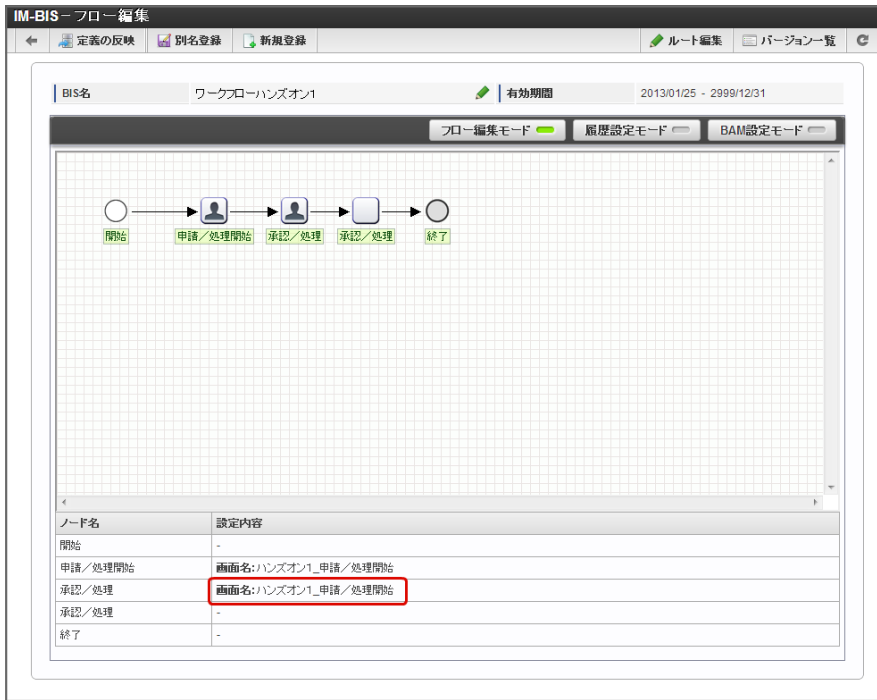 IM-BIS－フロー編集
定義の反映 別名登録 新規登録 ルート編集 バージョン一覧
BIS名 ワークフローハンズオン1 有効期間 2013/01/25 - 2999/12/31
フロー編集モード 履歴設定モード BAM設定モード
開始 申請／処理開始 承認／処理 承認／処理 終了
ノード名 設定内容
開始 -
申請／処理開始 画面名:ハンズオン1_申請／処理開始
承認／処理 画面名:ハンズオン1_申請／処理開始
承認／処理 -
終了 -